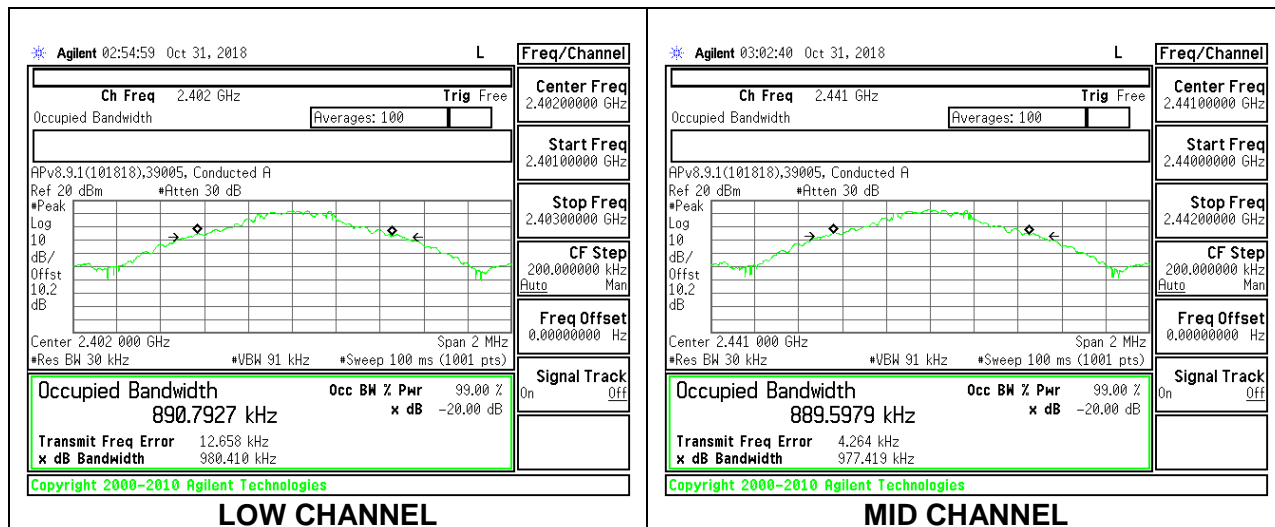 Agilent 02:54:59 Oct 31, 2018 L
Freq/Channel
Ch Freq 2.402 GHz Trig Free
Occupied Bandwidth Averages: 100
APv8.9.1(101818),39005, Conducted A
Ref 20 dBm #Atten 30 dB
#Peak
Log
10
dB/
Offst
10.2
dB
Center 2.402 000 GHz Span 2 MHz
#Res BW 30 kHz #VBW 91 kHz #Sweep 100 ms (1001 pts)
Occupied Bandwidth Occ BW % Pwr 99.00 %
890.7927 kHz x dB -20.00 dB
Transmit Freq Error 12.658 kHz
x dB Bandwidth 980.410 kHz
Copyright 2000-2010 Agilent Technologies
Center Freq
2.40200000 GHz
Start Freq
2.40100000 GHz
Stop Freq
2.40300000 GHz
CF Step
200.000000 kHz
Auto Man
Freq Offset
0.00000000 Hz
Signal Track
On Off
LOW CHANNEL
Agilent 03:02:40 Oct 31, 2018 L
Freq/Channel
Ch Freq 2.441 GHz Trig Free
Occupied Bandwidth Averages: 100
APv8.9.1(101818),39005, Conducted A
Ref 20 dBm #Atten 30 dB
#Peak
Log
10
dB/
Offst
10.2
dB
Center 2.441 000 GHz Span 2 MHz
#Res BW 30 kHz #VBW 91 kHz #Sweep 100 ms (1001 pts)
Occupied Bandwidth Occ BW % Pwr 99.00 %
889.5979 kHz x dB -20.00 dB
Transmit Freq Error 4.264 kHz
x dB Bandwidth 977.419 kHz
Copyright 2000-2010 Agilent Technologies
Center Freq
2.44100000 GHz
Start Freq
2.44000000 GHz
Stop Freq
2.44200000 GHz
CF Step
200.000000 kHz
Auto Man
Freq Offset
0.00000000 Hz
Signal Track
On Off
MID CHANNEL